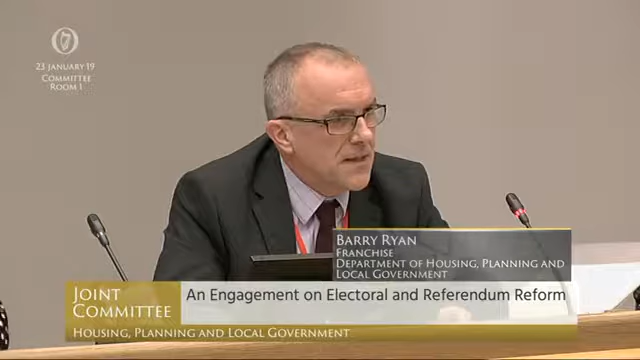 23 January 19
Committee
Room 1
Barry Ryan
Franchise
Department of Housing, Planning and
Local Government
Joint
Committee
An Engagement on Electoral and Referendum Reform
Housing, Planning and Local Government